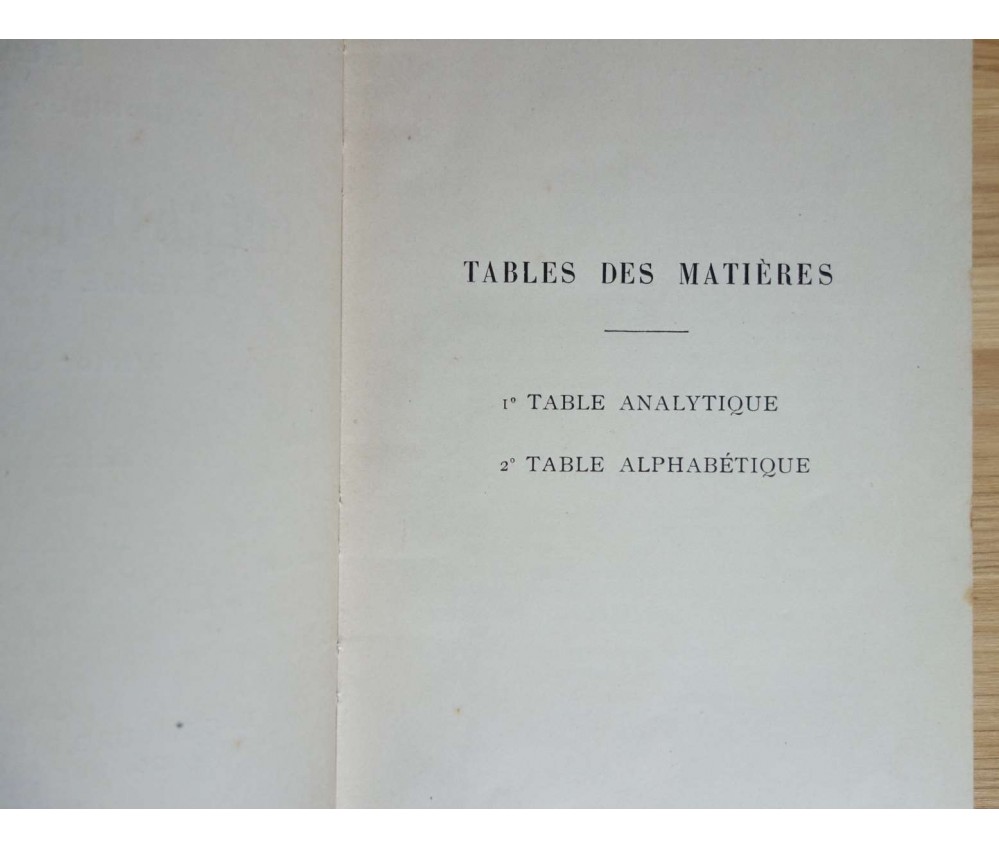 TABLES DES MATIÈRES
1° TABLE ANALYTIQUE
2° TABLE ALPHABÉTIQUE